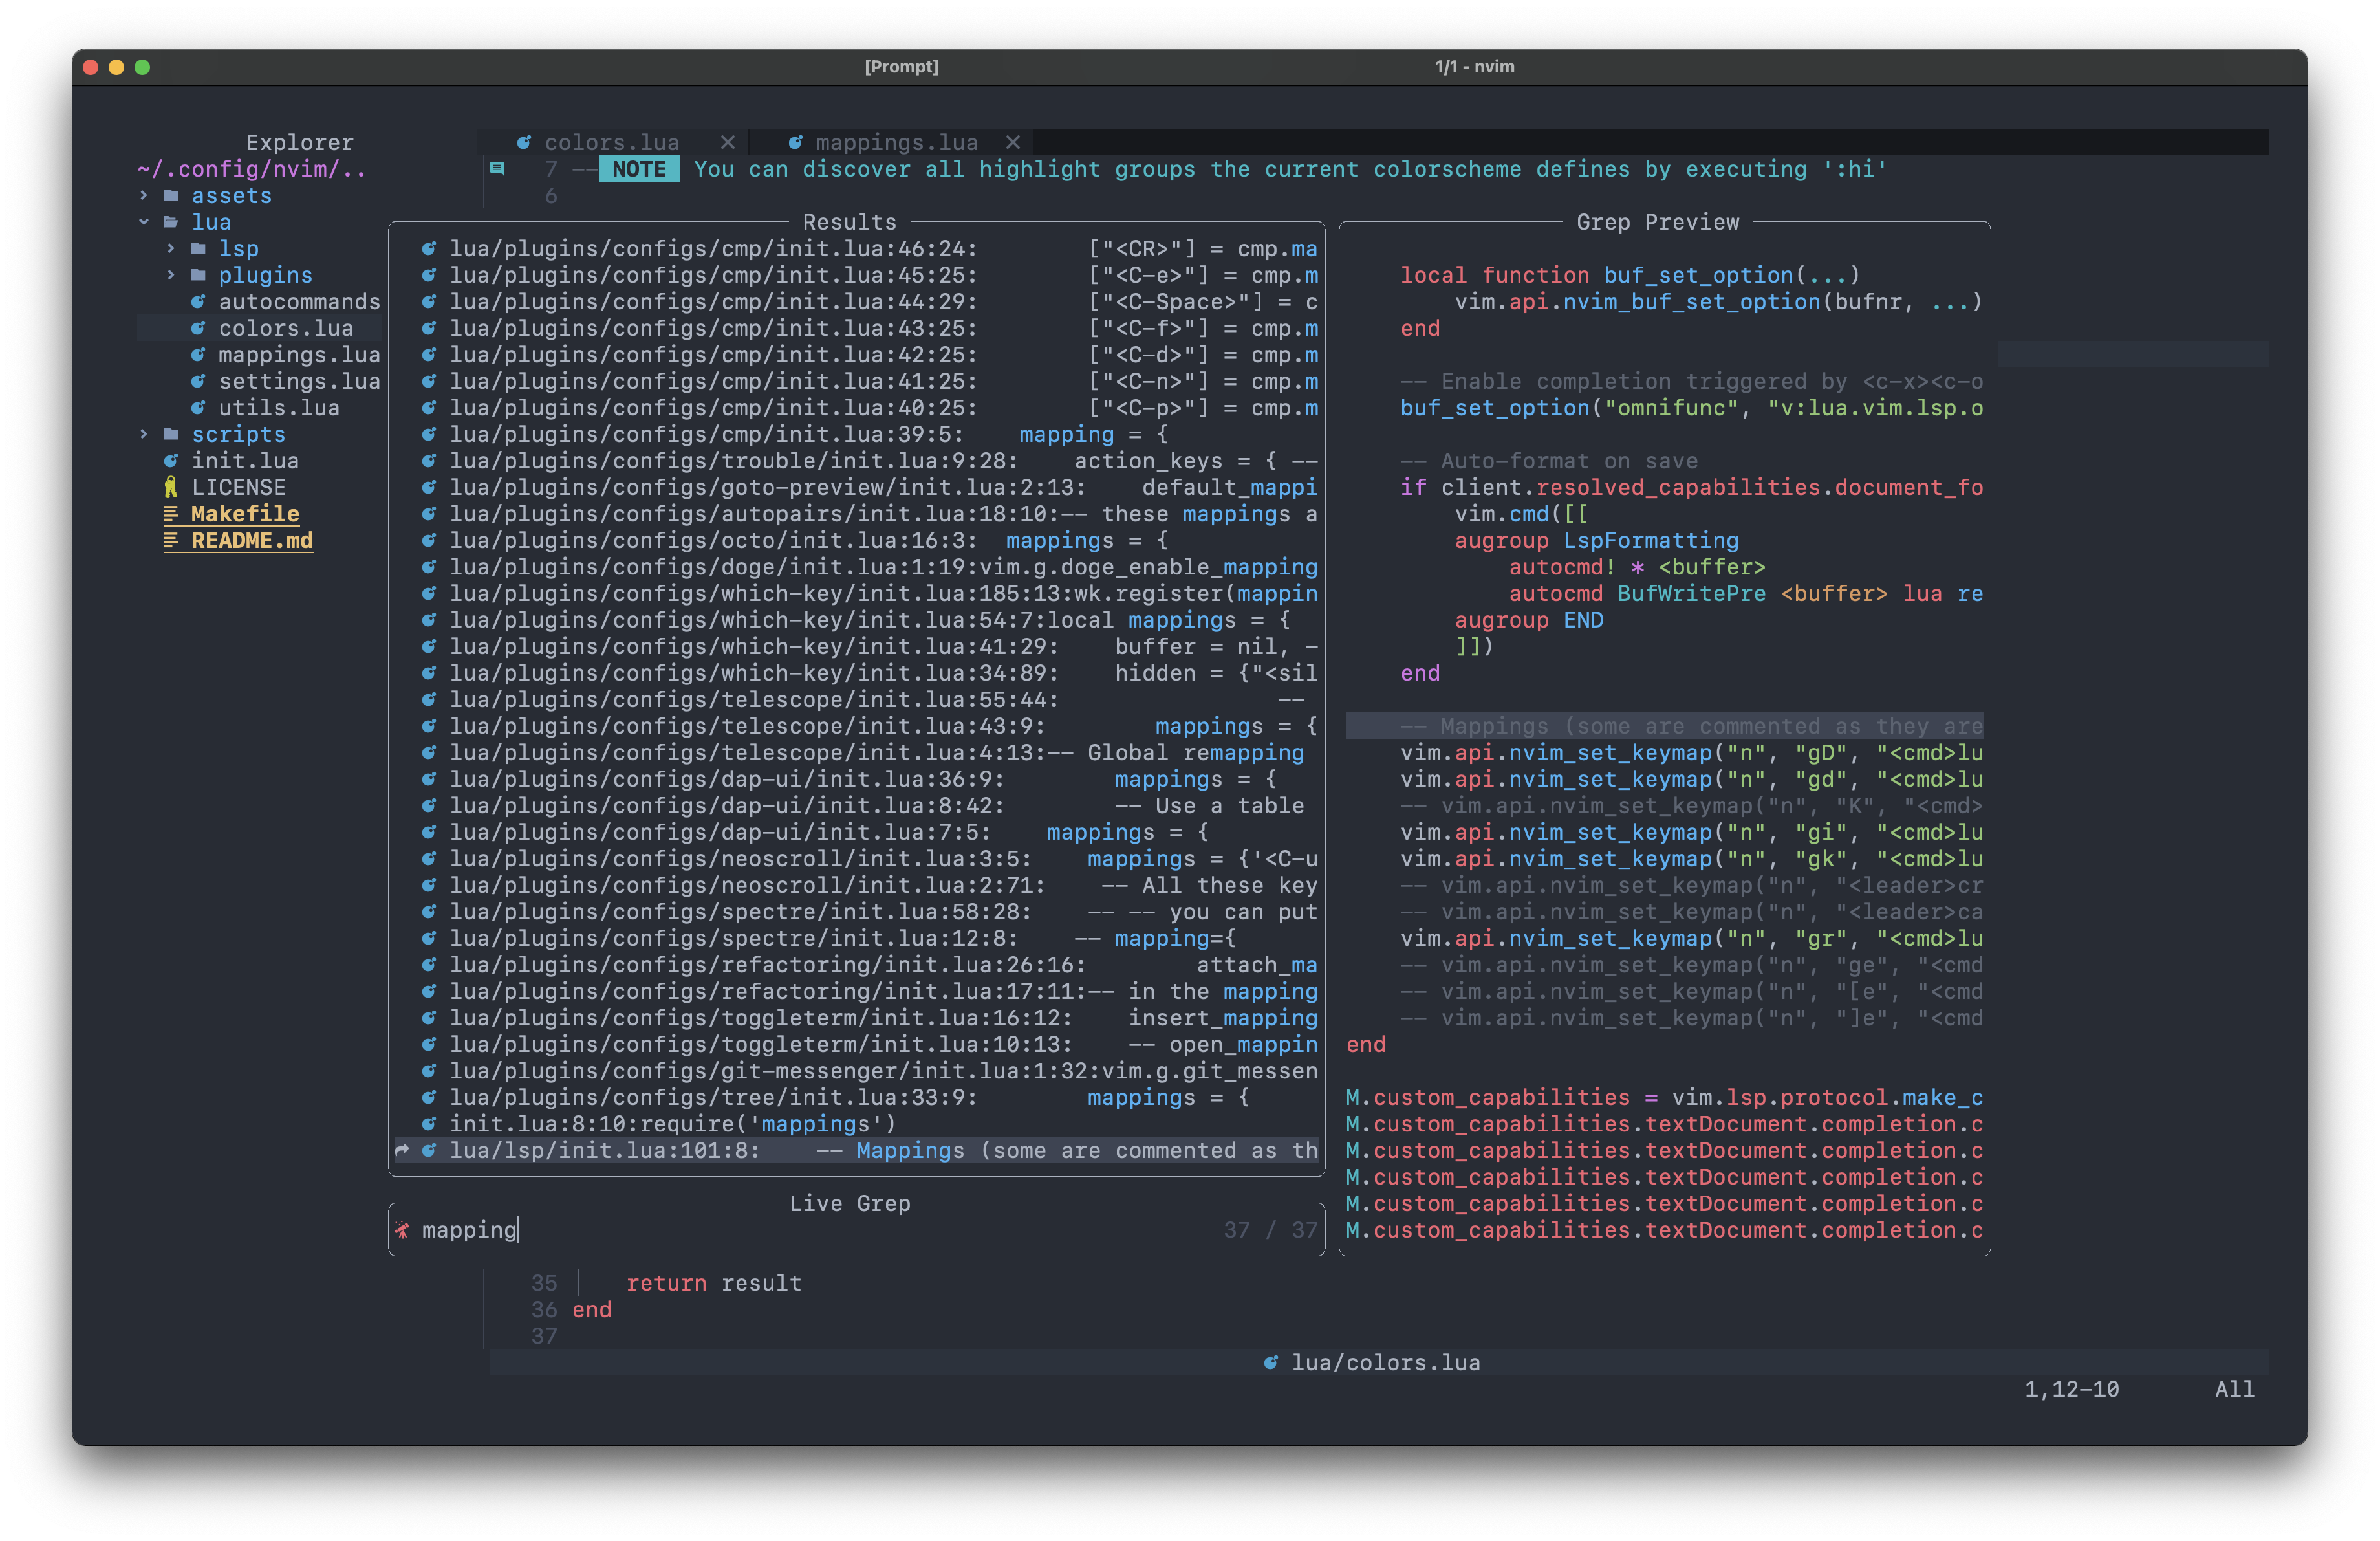 [Prompt] 1/1 - nvim
Explorer
~/.config/nvim/..
assets
lua
lsp
plugins
autocommands
colors.lua
mappings.lua
settings.lua
utils.lua
scripts
init.lua
LICENSE
Makefile
README.md
colors.lua mappings.lua
7 -- NOTE You can discover all highlight groups the current colorscheme defines by executing ':hi'
6
Results
lua/plugins/configs/cmp/init.lua:46:24: ["<CR>"] = cmp.ma
lua/plugins/configs/cmp/init.lua:45:25: ["<C-e>"] = cmp.m
lua/plugins/configs/cmp/init.lua:44:29: ["<C-Space>"] = c
lua/plugins/configs/cmp/init.lua:43:25: ["<C-f>"] = cmp.m
lua/plugins/configs/cmp/init.lua:42:25: ["<C-d>"] = cmp.m
lua/plugins/configs/cmp/init.lua:41:25: ["<C-n>"] = cmp.m
lua/plugins/configs/cmp/init.lua:40:25: ["<C-p>"] = cmp.m
lua/plugins/configs/cmp/init.lua:39:5: mapping = {
lua/plugins/configs/trouble/init.lua:9:28: action_keys = { --
lua/plugins/configs/goto-preview/init.lua:2:13: default_mappi
lua/plugins/configs/autopairs/init.lua:18:10:-- these mappings a
lua/plugins/configs/octo/init.lua:16:3: mappings = {
lua/plugins/configs/doge/init.lua:1:19:vim.g.doge_enable_mapping
lua/plugins/configs/which-key/init.lua:185:13:wk.register(mappin
lua/plugins/configs/which-key/init.lua:54:7:local mappings = {
lua/plugins/configs/which-key/init.lua:41:29: buffer = nil, -
lua/plugins/configs/which-key/init.lua:34:89: hidden = {"<sil
lua/plugins/configs/telescope/init.lua:55:44: --
lua/plugins/configs/telescope/init.lua:43:9: mappings = {
lua/plugins/configs/telescope/init.lua:4:13:-- Global remapping
lua/plugins/configs/dap-ui/init.lua:36:9: mappings = {
lua/plugins/configs/dap-ui/init.lua:8:42: -- Use a table
lua/plugins/configs/dap-ui/init.lua:7:5: mappings = {
lua/plugins/configs/neoscroll/init.lua:3:5: mappings = {'<C-u
lua/plugins/configs/neoscroll/init.lua:2:71: -- All these key
lua/plugins/configs/spectre/init.lua:58:28: -- -- you can put
lua/plugins/configs/spectre/init.lua:12:8: -- mapping={
lua/plugins/configs/refactoring/init.lua:26:16: attach_ma
lua/plugins/configs/refactoring/init.lua:17:11:-- in the mapping
lua/plugins/configs/toggleterm/init.lua:16:12: insert_mapping
lua/plugins/configs/toggleterm/init.lua:10:13: -- open_mappin
lua/plugins/configs/git-messenger/init.lua:1:32:vim.g.git_messen
lua/plugins/configs/tree/init.lua:33:9: mappings = {
init.lua:8:10:require('mappings')
lua/lsp/init.lua:101:8: -- Mappings (some are commented as th
Live Grep
mapping 37 / 37
Grep Preview
local function buf_set_option(...)
vim.api.nvim_buf_set_option(bufnr, ...)
end
-- Enable completion triggered by <c-x><c-o
buf_set_option("omnifunc", "v:lua.vim.lsp.o
-- Auto-format on save
if client.resolved_capabilities.document_fo
vim.cmd([[
augroup LspFormatting
autocmd! * <buffer>
autocmd BufWritePre <buffer> lua re
augroup END
]])
end
-- Mappings (some are commented as they are
vim.api.nvim_set_keymap("n", "gD", "<cmd>lu
vim.api.nvim_set_keymap("n", "gd", "<cmd>lu
-- vim.api.nvim_set_keymap("n", "K", "<cmd>
vim.api.nvim_set_keymap("n", "gi", "<cmd>lu
vim.api.nvim_set_keymap("n", "gk", "<cmd>lu
-- vim.api.nvim_set_keymap("n", "<leader>cr
-- vim.api.nvim_set_keymap("n", "<leader>ca
vim.api.nvim_set_keymap("n", "gr", "<cmd>lu
-- vim.api.nvim_set_keymap("n", "ge", "<cmd
-- vim.api.nvim_set_keymap("n", "[e", "<cmd
-- vim.api.nvim_set_keymap("n", "]e", "<cmd
end
M.custom_capabilities = vim.lsp.protocol.make_c
M.custom_capabilities.textDocument.completion.c
M.custom_capabilities.textDocument.completion.c
M.custom_capabilities.textDocument.completion.c
M.custom_capabilities.textDocument.completion.c
M.custom_capabilities.textDocument.completion.c
35 return result
36 end
37
lua/colors.lua
1,12-10 All